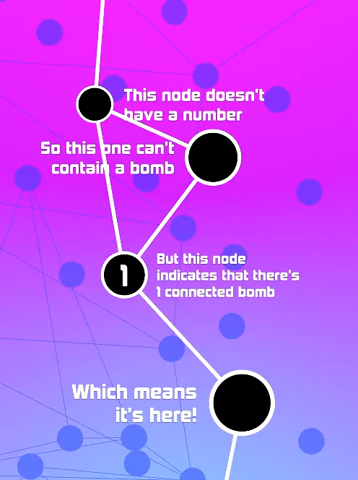 This node doesn't
have a number
So this one can't
contain a bomb
1
But this node
indicates that there's
1 connected bomb
Which means
it's here!